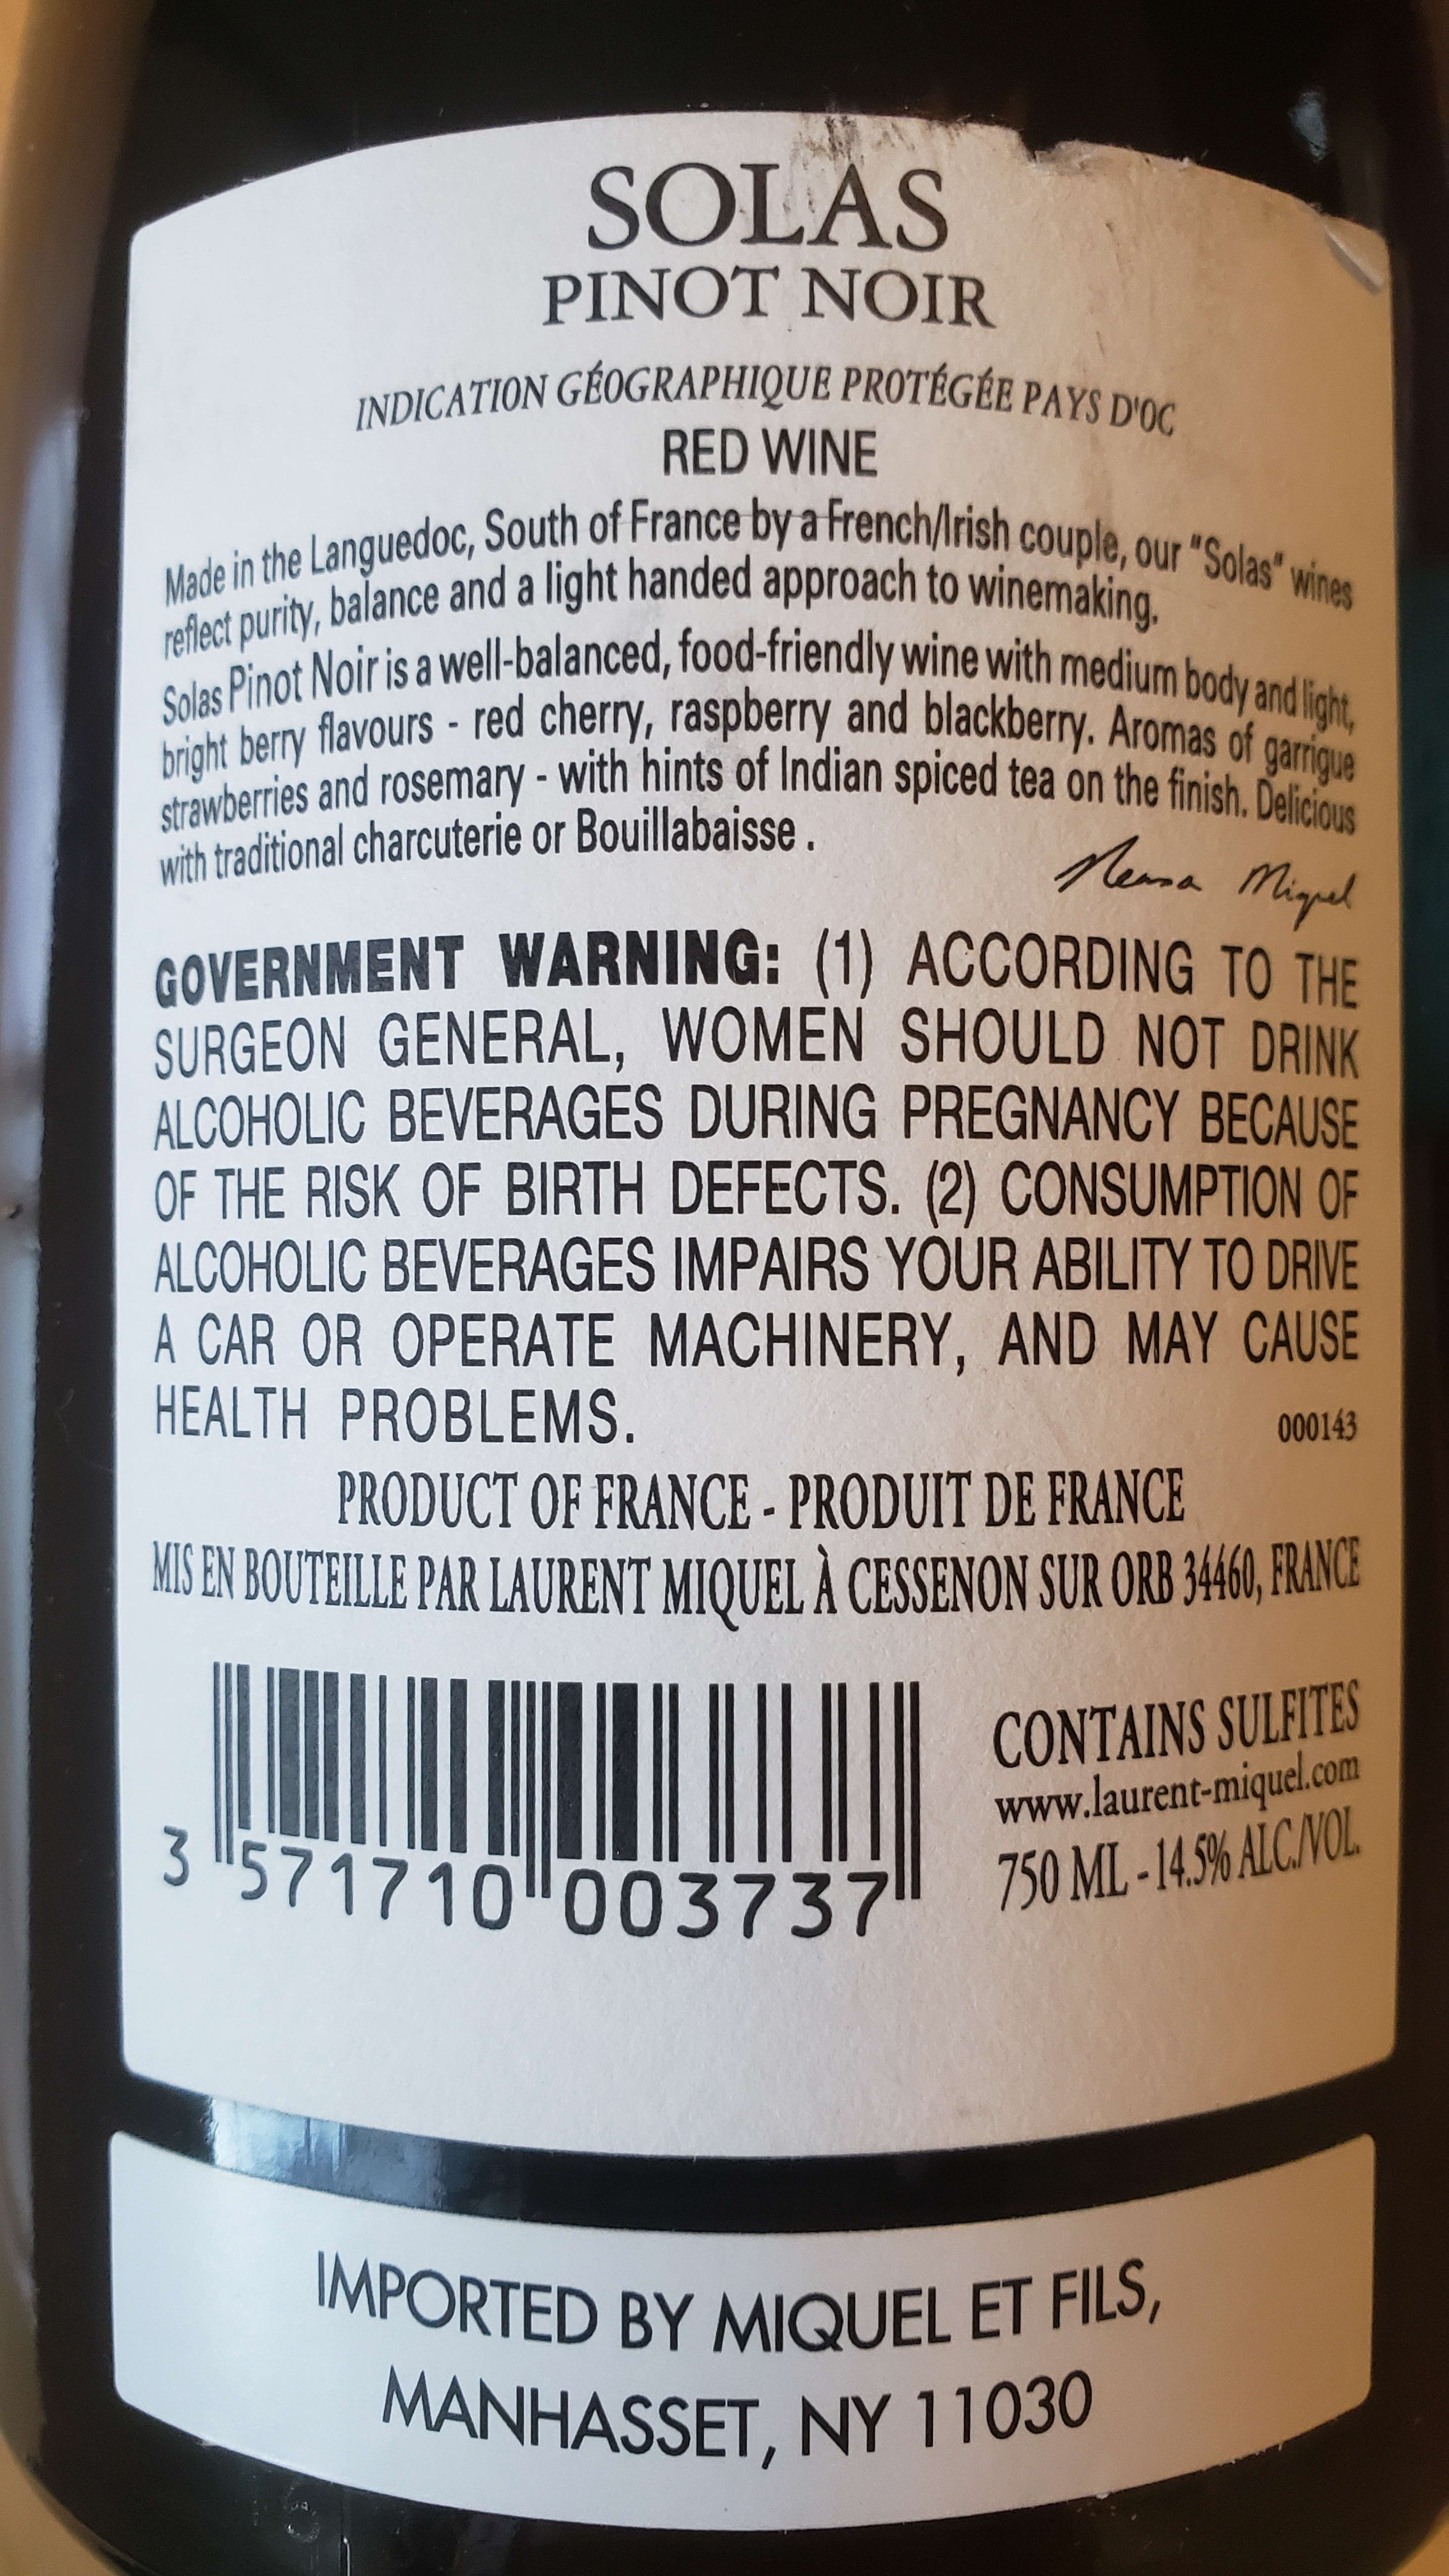 SOLAS
PINOT NOIR
INDICATION GÉOGRAPHIQUE PROTÉGÉE PAYS D'OC
RED WINE
Made in the Languedoc, South of France by a French/Irish couple, our "Solas" wines
reflect purity, balance and a light handed approach to winemaking.
Solas Pinot Noir is a well-balanced, food-friendly wine with medium body and light,
bright berry flavours - red cherry, raspberry and blackberry. Aromas of garrigue
strawberries and rosemary - with hints of Indian spiced tea on the finish. Delicious
with traditional charcuterie or Bouillabaisse .
Miquel
GOVERNMENT WARNING: (1) ACCORDING TO THE
SURGEON GENERAL, WOMEN SHOULD NOT DRINK
ALCOHOLIC BEVERAGES DURING PREGNANCY BECAUSE
OF THE RISK OF BIRTH DEFECTS. (2) CONSUMPTION OF
ALCOHOLIC BEVERAGES IMPAIRS YOUR ABILITY TO DRIVE
A CAR OR OPERATE MACHINERY, AND MAY CAUSE
HEALTH PROBLEMS.
000143
PRODUCT OF FRANCE - PRODUIT DE FRANCE
MIS EN BOUTEILLE PAR LAURENT MIQUEL À CESSENON SUR ORB 34460, FRANCE
CONTAINS SULFITES
www.laurent-miquel.com
750 ML - 14.5% ALC./VOL.
3 571710 003737
IMPORTED BY MIQUEL ET FILS,
MANHASSET, NY 11030